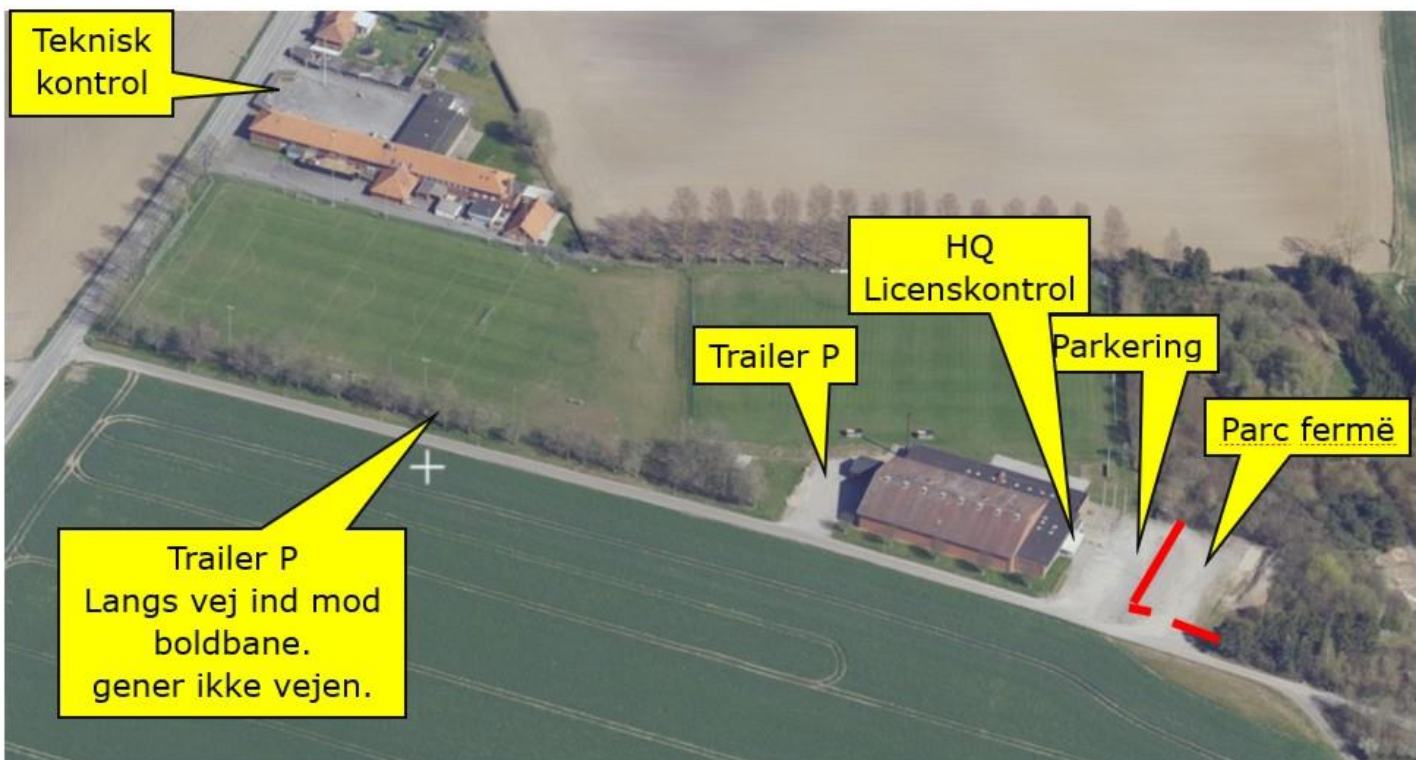 Teknisk
kontrol
HQ
Licenskontrol
Trailer P
Parkering
Parc fermë
Trailer P
Langs vej ind mod
boldbane.
gener ikke vejen.